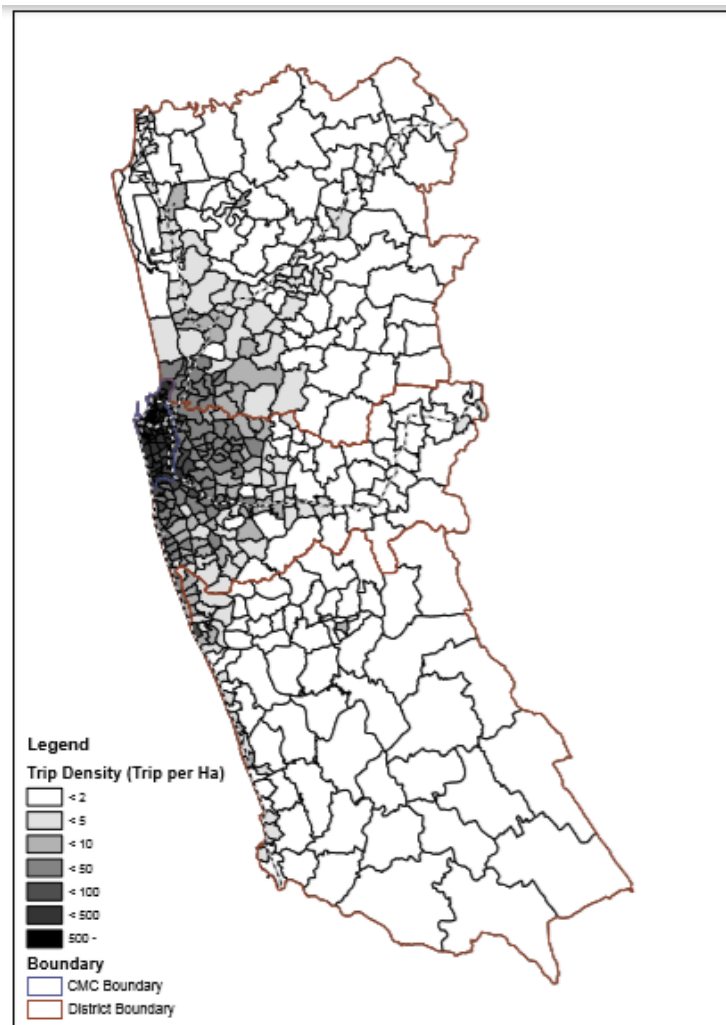 Legend
Trip Density (Trip per Ha)
< 2
< 5
< 10
< 50
< 100
< 500
500 -
Boundary
CMC Boundary
District Boundary